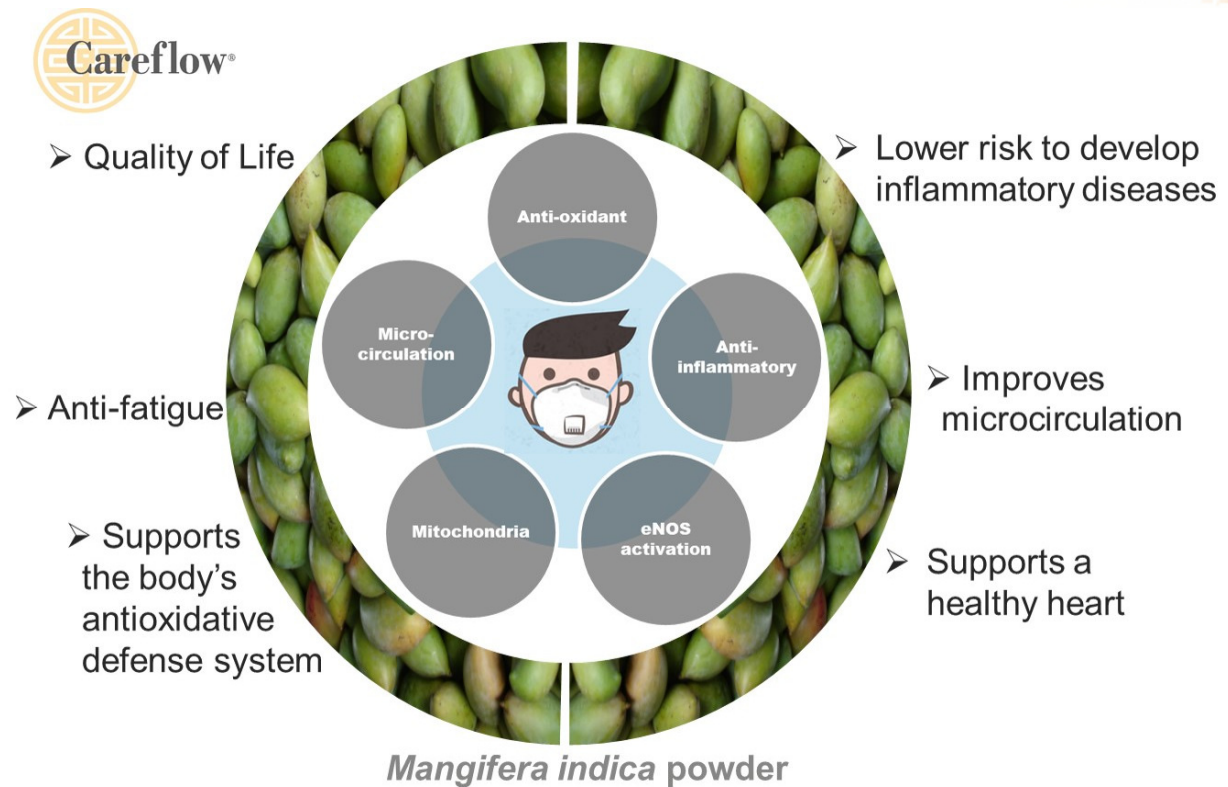 Careflow®
➢ Quality of Life
➢ Anti-fatigue
➢ Supports
the body’s
antioxidative
defense system
Anti-oxidant
Micro-
circulation
Anti-
inflammatory
Mitochondria
eNOS
activation
➢ Lower risk to develop
inflammatory diseases
➢ Improves
microcirculation
➢ Supports a
healthy heart
Mangifera indica powder